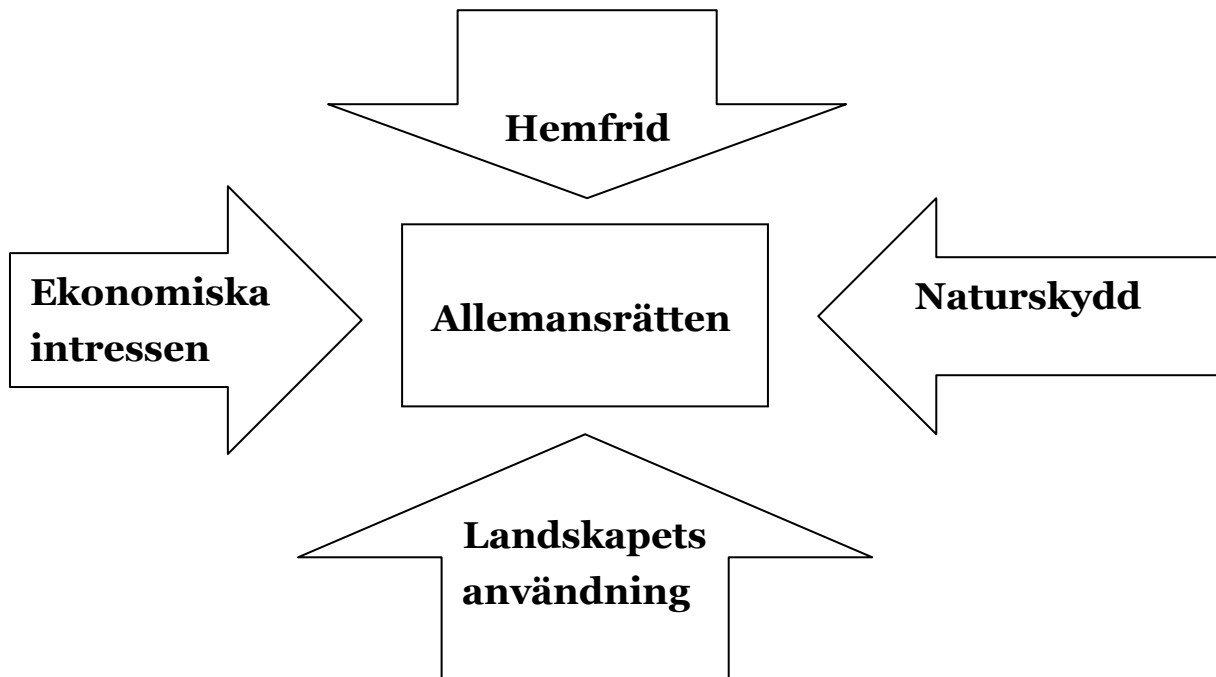 Hemfrid
Ekonomiska
intressen
Allemansrätten
Naturskydd
Landskapets
användning